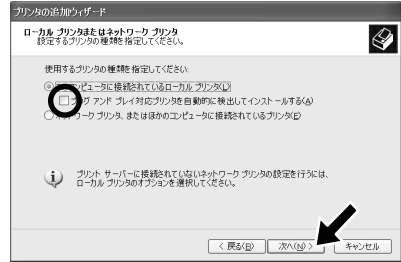 プリンタの追加ウィザード
ローカル プリンタまたはネットワーク プリンタ
設定するプリンタの種類を指定してください。
使用するプリンタの種類を指定してください:
コンピュータに接続されているローカル プリンタ(L)
プラグ アンド プレイ対応プリンタを自動的に検出してインストールする(A)
ネットワーク プリンタ、またはほかのコンピュータに接続されているプリンタ(E)
プリント サーバーに接続されていないネットワーク プリンタの設定を行うには、
ローカル プリンタのオプションを選択してください。
< 戻る(B) 次へ(N) > キャンセル